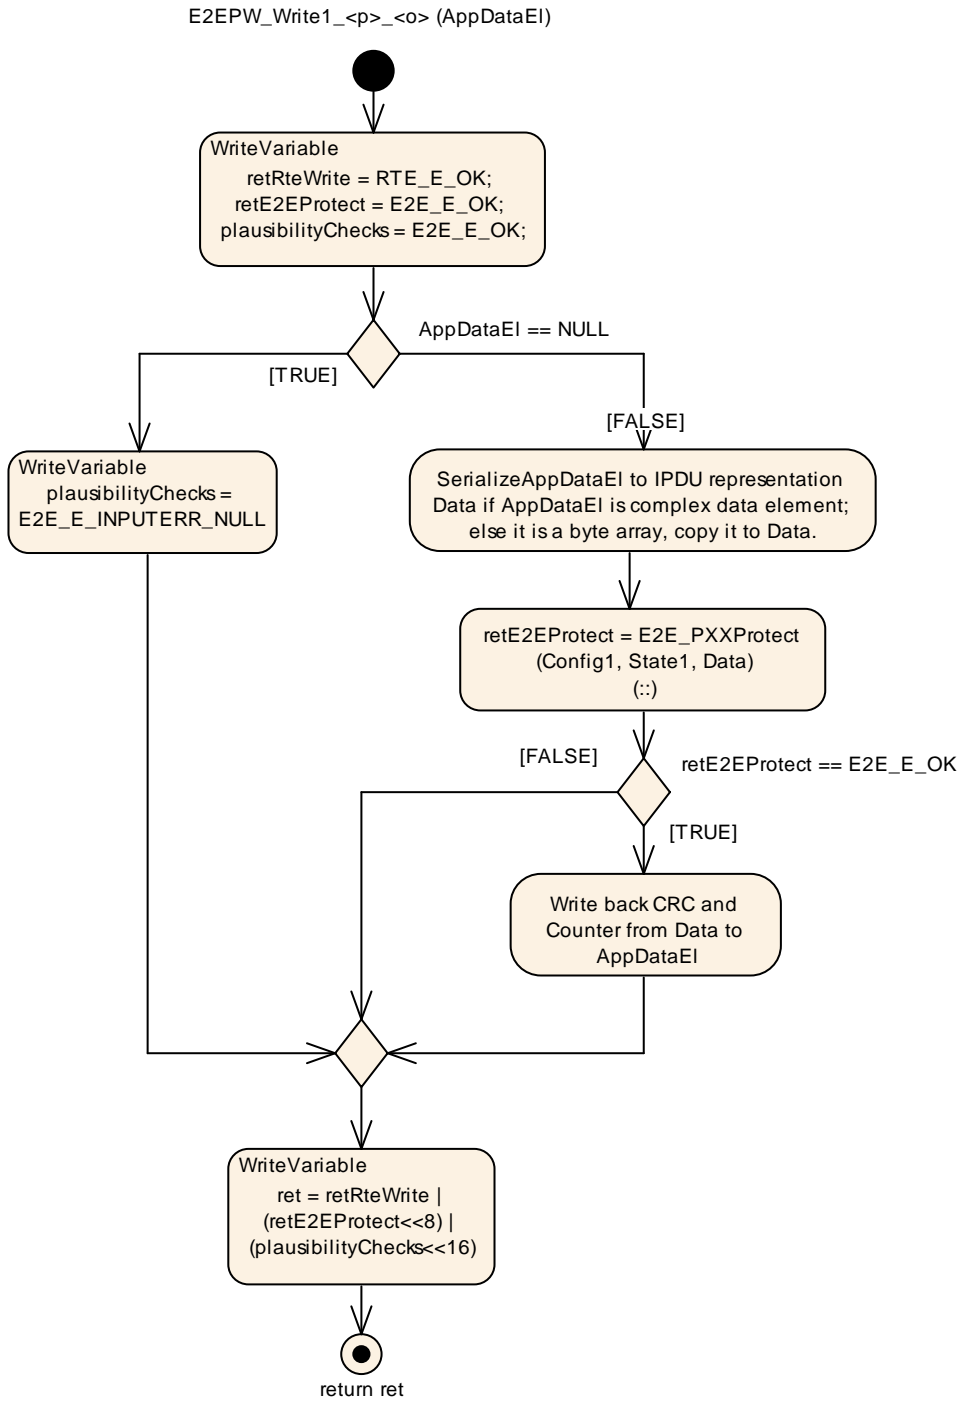 E2EPW_Write1_<p>_<o> (AppDataEl)
WriteVariable
retRteWrite = RTE_E_OK;
retE2EProtect = E2E_E_OK;
plausibilityChecks = E2E_E_OK;
AppDataEl == NULL
[TRUE]
[FALSE]
WriteVariable
plausibilityChecks =
E2E_E_INPUTERR_NULL
SerializeAppDataEl to IPDU representation
Data if AppDataEl is complex data element;
else it is a byte array, copy it to Data.
retE2EProtect = E2E_PXXProtect
(Config1, State1, Data)
(::)
[FALSE]
retE2EProtect == E2E_E_OK
[TRUE]
Write back CRC and
Counter from Data to
AppDataEl
WriteVariable
ret = retRteWrite |
(retE2EProtect<<8) |
(plausibilityChecks<<16)
return ret